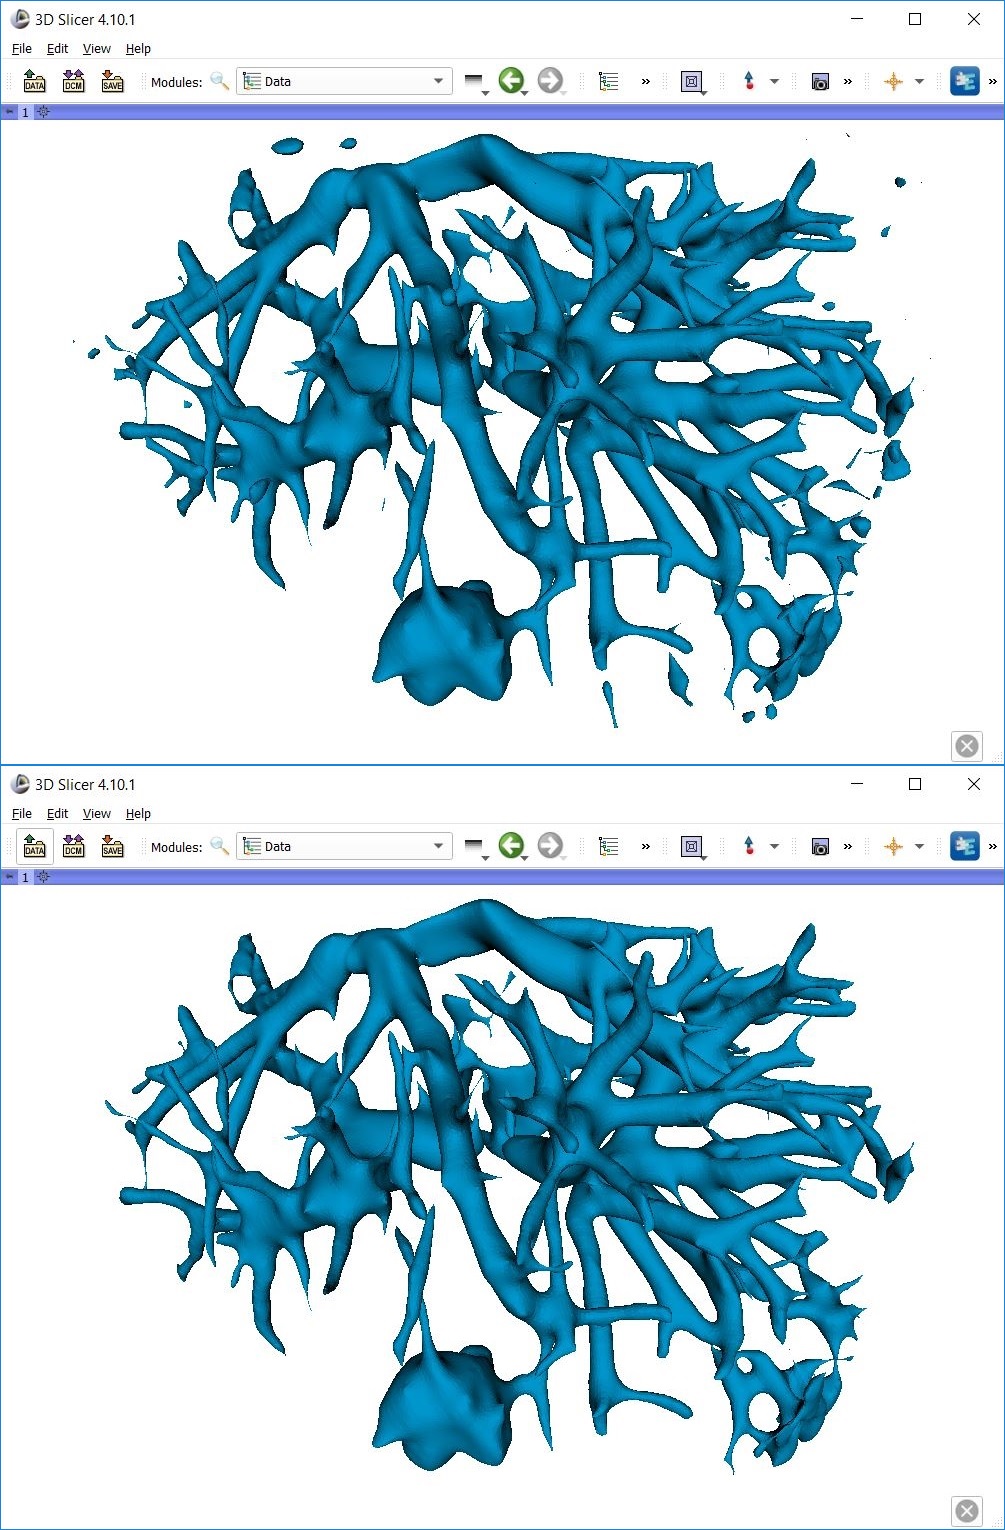 3D Slicer 4.10.1
File Edit View Help
DATA DCM SAVE Modules: Data »  »  »
1
3D Slicer 4.10.1
File Edit View Help
DATA DCM SAVE Modules: Data »  »  »
1